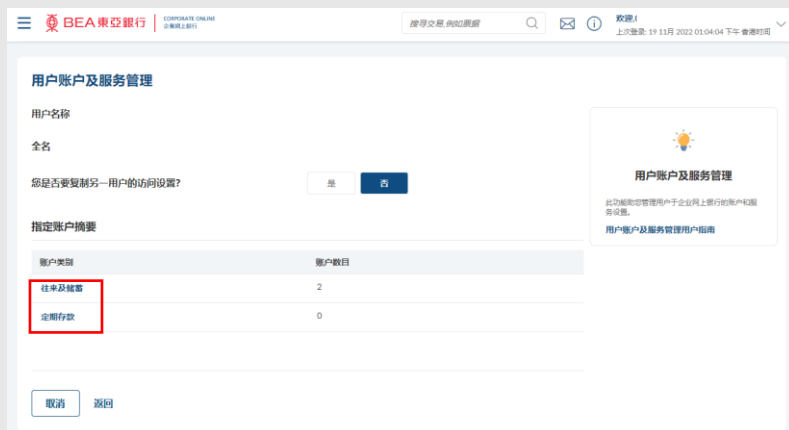 BEA東亞銀行
CORPORATE ONLINE
企業網上銀行
搜寻交易,例如票据
欢迎,(
上次登录: 19 11月 2022 01:04:04 下午 香港时间
用户账户及服务管理
用户名称
全名
您是否要复制另一用户的访问设置?
是
否
指定账户摘要
账户类别
账户数目
往来及储蓄
2
定期存款
0
取消
返回
用户账户及服务管理
此功能助您管理用户于企业网上银行的账户和服
务设置。
用户账户及服务管理用户指南